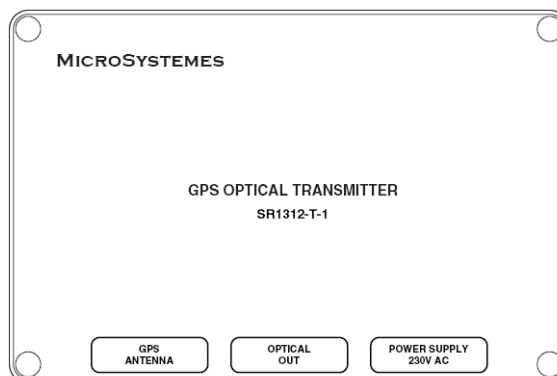 MICROSYSTEMES
GPS OPTICAL TRANSMITTER
SR1312-T-1
GPS
ANTENNA
OPTICAL
OUT
POWER SUPPLY
230V AC